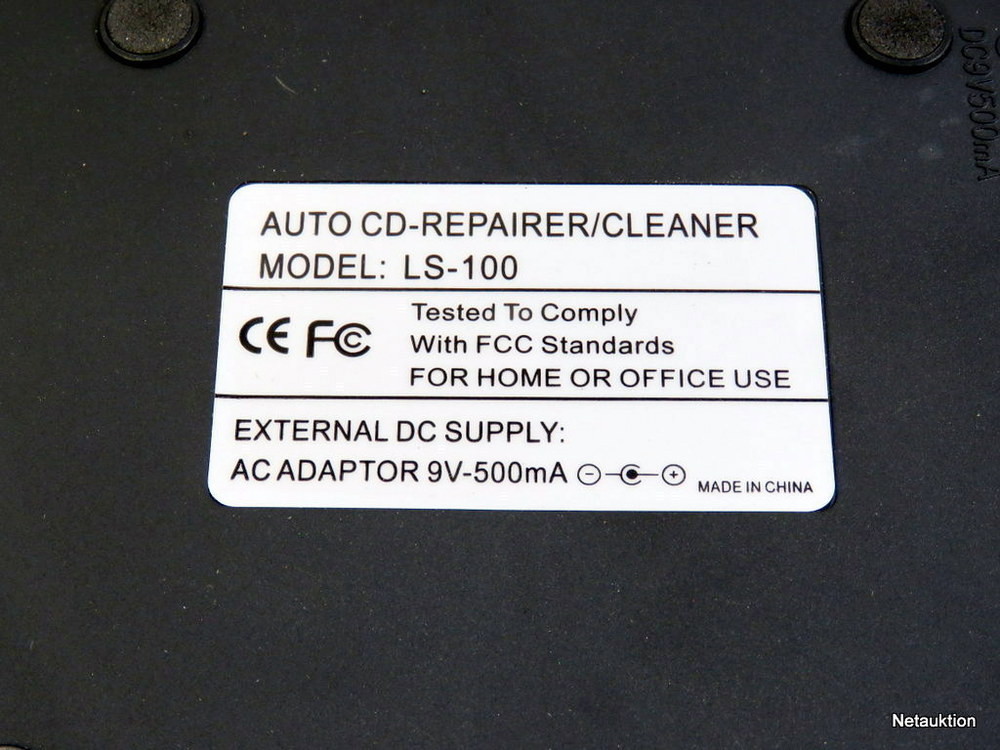 DC9V500mA
AUTO CD-REPAIRER/CLEANER
MODEL: LS-100
CE FC
Tested To Comply
With FCC Standards
FOR HOME OR OFFICE USE
EXTERNAL DC SUPPLY:
AC ADAPTOR 9V-500mA
MADE IN CHINA
Netauktion